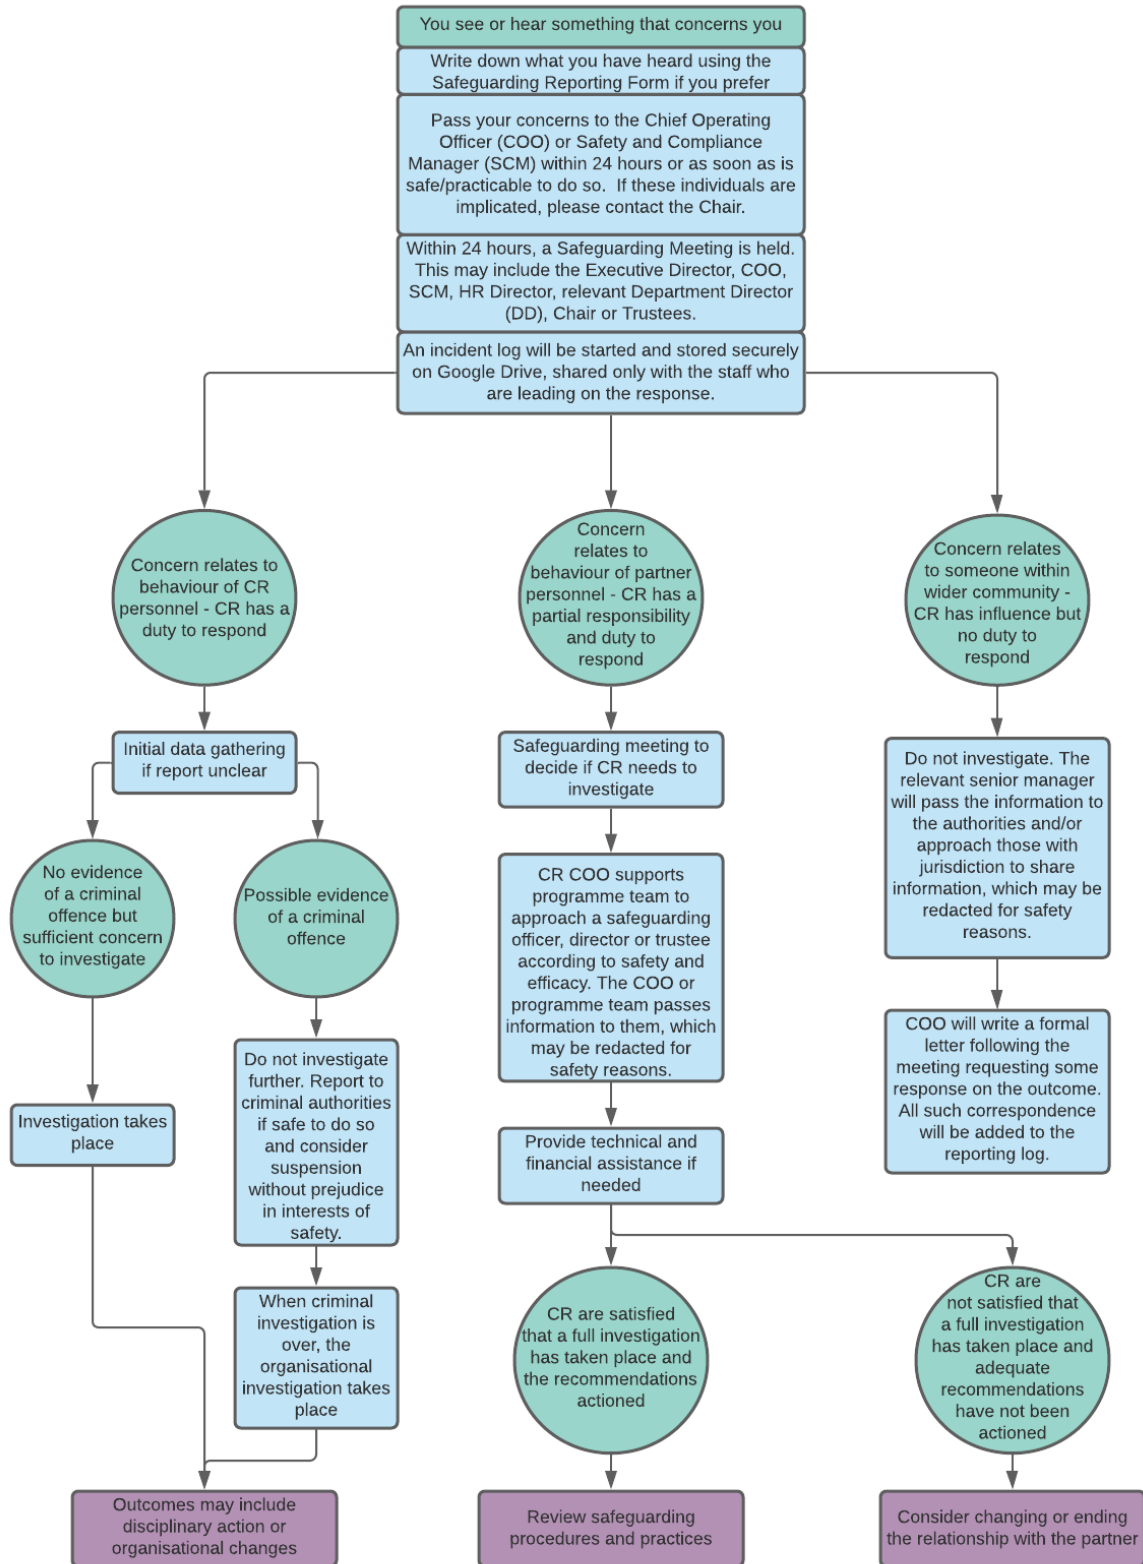 You see or hear something that concerns you
Write down what you have heard using the
Safeguarding Reporting Form if you prefer
Pass your concerns to the Chief Operating
Officer (COO) or Safety and Compliance
Manager (SCM) within 24 hours or as soon as is
safe/practicable to do so.  If these individuals are
implicated, please contact the Chair.
Within 24 hours, a Safeguarding Meeting is held.
This may include the Executive Director, COO,
SCM, HR Director, relevant Department Director
(DD), Chair or Trustees.
An incident log will be started and stored securely
on Google Drive, shared only with the staff who
are leading on the response.
Concern relates to
behaviour of CR
personnel - CR has a
duty to respond
Initial data gathering
if report unclear
No evidence
of a criminal
offence but
sufficient concern
to investigate
Investigation takes
place
Possible evidence
of a criminal
offence
Do not investigate
further. Report to
criminal authorities
if safe to do so
and consider
suspension
without prejudice
in interests of
safety.
When criminal
investigation is
over, the
organisational
investigation takes
place
Outcomes may include
disciplinary action or
organisational changes
Concern
relates to
behaviour of partner
personnel - CR has a
partial responsibility
and duty to
respond
Safeguarding meeting to
decide if CR needs to
investigate
CR COO supports
programme team to
approach a safeguarding
officer, director or trustee
according to safety and
efficacy. The COO or
programme team passes
information to them, which
may be redacted for
safety reasons.
Provide technical and
financial assistance if
needed
CR are satisfied
that a full investigation
has taken place and
the recommendations
actioned
Review safeguarding
procedures and practices
CR are
not satisfied that
a full investigation
has taken place and
adequate
recommendations
have not been
actioned
Consider changing or ending
the relationship with the partner
Concern relates
to someone within
wider community -
CR has influence but
no duty to
respond
Do not investigate. The
relevant senior manager
will pass the information to
the authorities and/or
approach those with
jurisdiction to share
information, which may be
redacted for safety
reasons.
COO will write a formal
letter following the
meeting requesting some
response on the outcome.
All such correspondence
will be added to the
reporting log.